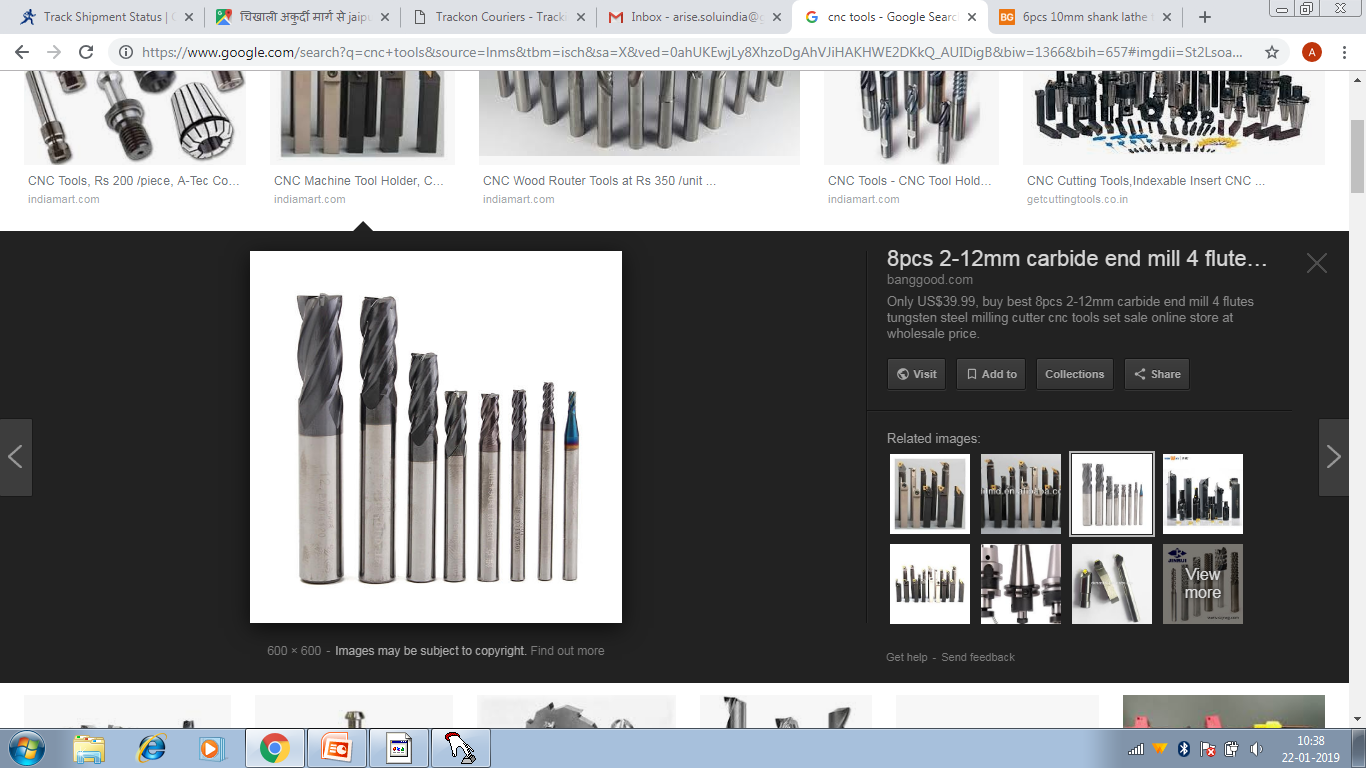 Track Shipment Status | 
चिखाली अकुर्दी मार्ग से jaip
Trackon Couriers - Tracki
Inbox - arise.soluindia@g
cnc tools - Google Search
6pcs 10mm shank lathe t
https://www.google.com/search?q=cnc+tools&source=lnms&tbm=isch&sa=X&ved=0ahUKEwjLy8XhzoDgAhVJiHAKHWE2DKkQ_AUIDigB&biw=1366&bih=657#imgdii=St2Lsoa...
A
CNC Tools, Rs 200 /piece, A-Tec Co...
indiamart.com
CNC Machine Tool Holder, C...
indiamart.com
CNC Wood Router Tools at Rs 350 /unit ...
indiamart.com
CNC Tools - CNC Tool Hold...
indiamart.com
CNC Cutting Tools,Indexable Insert CNC ...
getcuttingtools.co.in
8pcs 2-12mm carbide end mill 4 flute...
banggood.com
Only US$39.99, buy best 8pcs 2-12mm carbide end mill 4 flutes
tungsten steel milling cutter cnc tools set sale online store at
wholesale price.
Visit
Add to
Collections
Share
Related images:
View
more
600 × 600 - Images may be subject to copyright. Find out more
Get help - Send feedback
10:38
22-01-2019